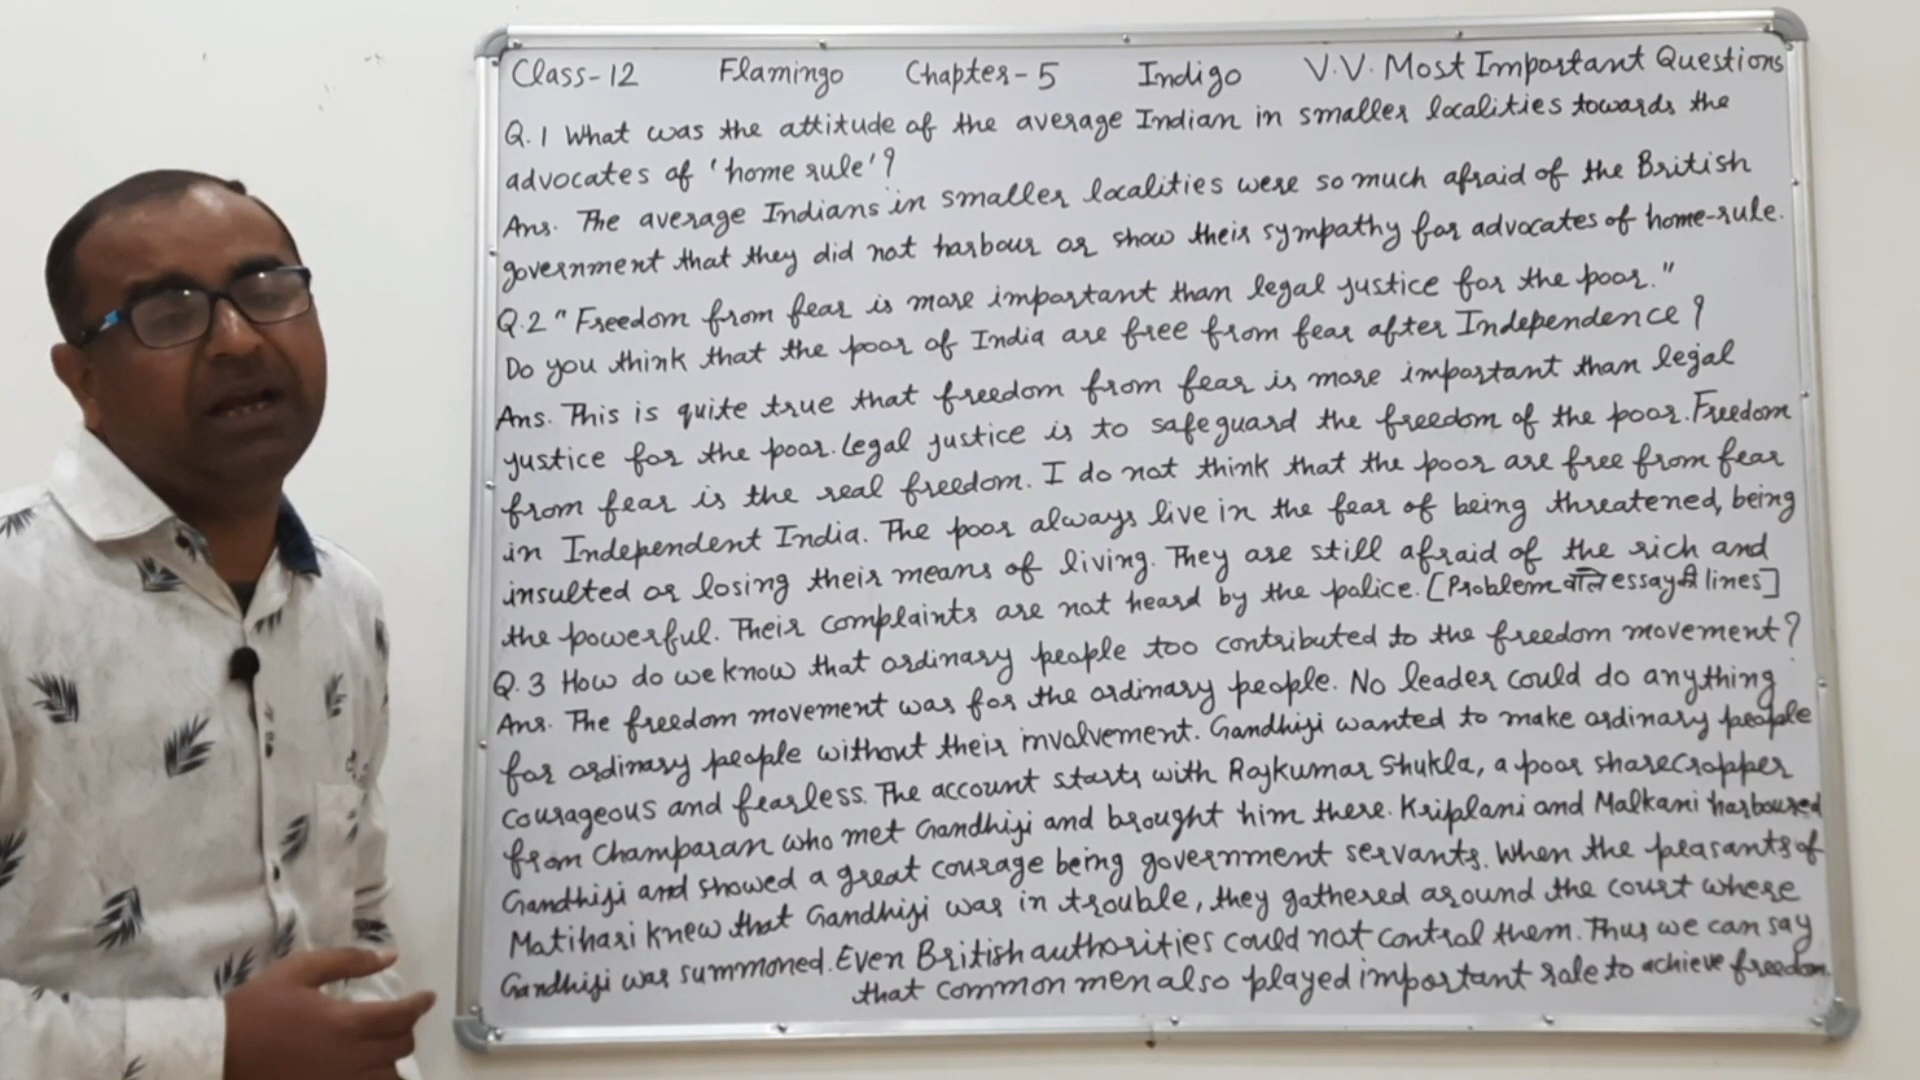 Class-12 Flamingo Chapter-5 Indigo V.V. Most Important Questions
Q.1 What was the attitude of the average Indian in smaller localities towards the
advocates of 'home rule'?
Ans. The average Indians in smaller localities were so much afraid of the British
government that they did not harbour or show their sympathy for advocates of home-rule.
Q.2 "Freedom from fear is more important than legal justice for the poor."
Do you think that the poor of India are free from fear after Independence?
Ans. This is quite true that freedom from fear is more important than legal
justice for the poor. Legal justice is to safeguard the freedom of the poor. Freedom
from fear is the real freedom. I do not think that the poor are free from fear
in Independent India. The poor always live in the fear of being threatened, being
insulted or losing their means of living. They are still afraid of the rich and
the powerful. Their complaints are not heard by the police. [Problem वाले essay की lines]
Q.3 How do we know that ordinary people too contributed to the freedom movement?
Ans. The freedom movement was for the ordinary people. No leader could do anything
for ordinary people without their involvement. Gandhiji wanted to make ordinary people
courageous and fearless. The account starts with Rajkumar Shukla, a poor sharecropper
from Champaran who met Gandhiji and brought him there. Kriplani and Malkani harboured
Gandhiji and showed a great courage being government servants. When the peasants of
Motihari knew that Gandhiji was in trouble, they gathered around the court where
Gandhiji was summoned. Even British authorities could not control them. Thus we can say
that common men also played important role to achieve freedom